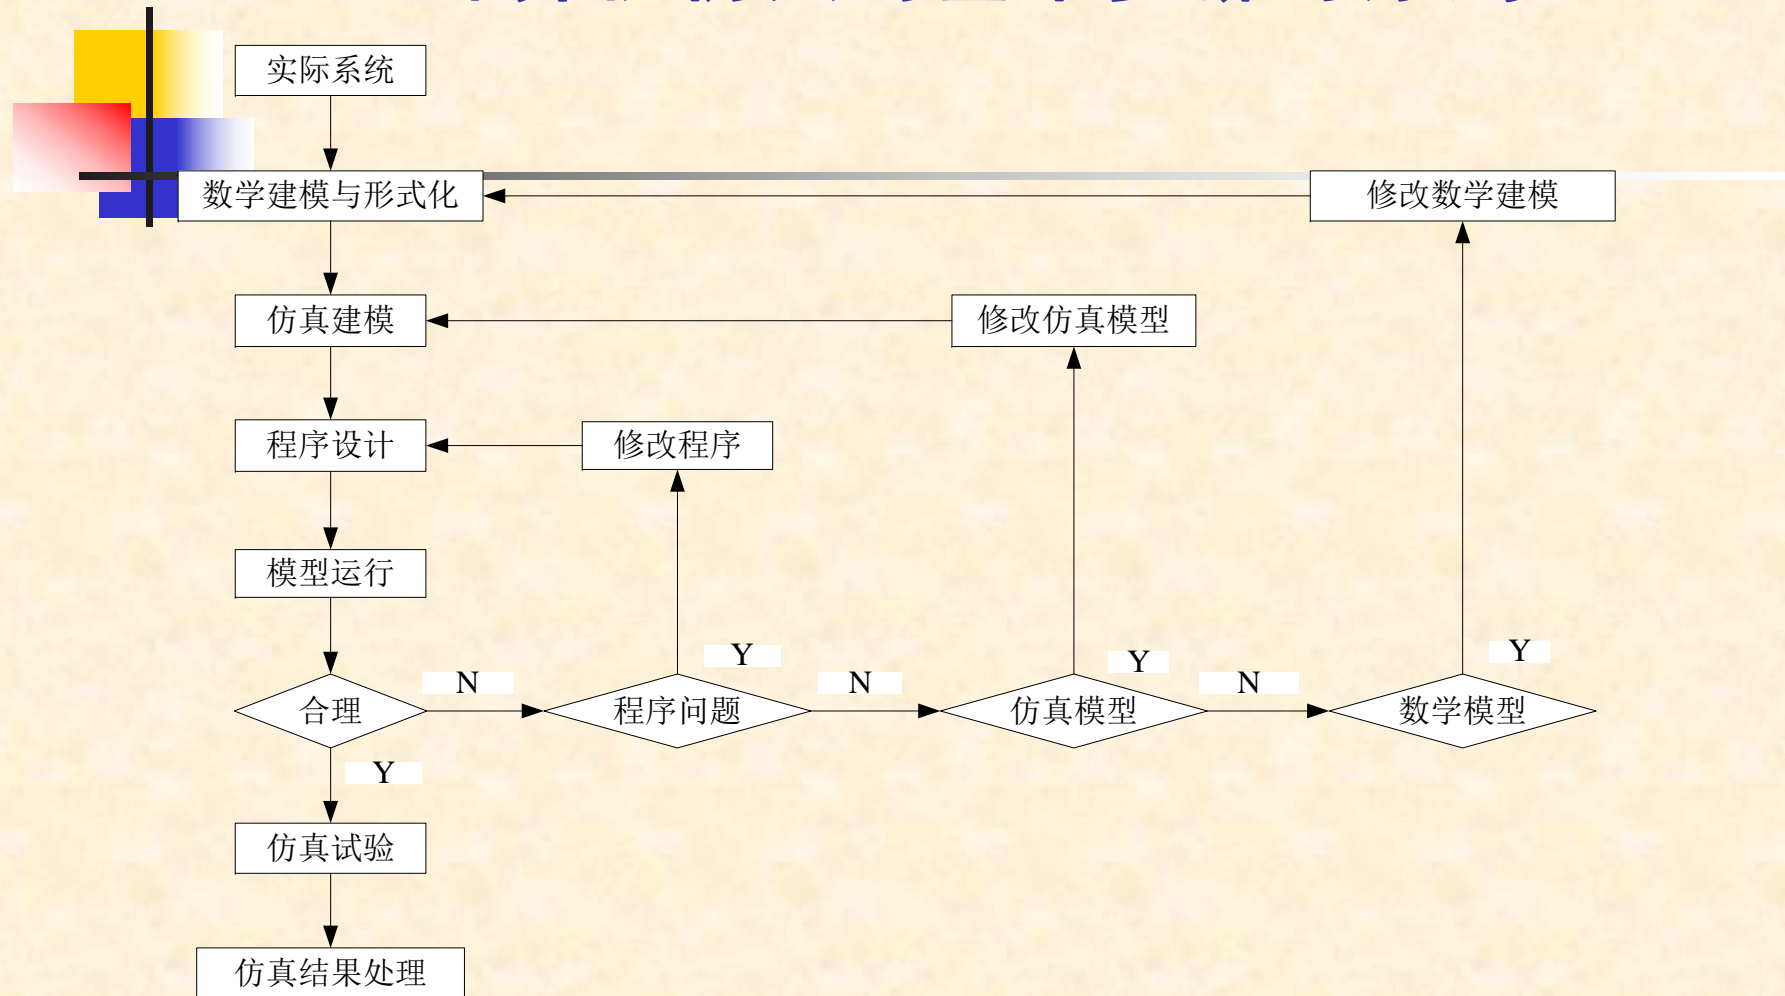 实际系统
数学建模与形式化
修改数学建模
仿真建模
修改仿真模型
程序设计
修改程序
模型运行
Y
Y
Y
N
N
N
合理
程序问题
仿真模型
数学模型
Y
仿真试验
仿真结果处理